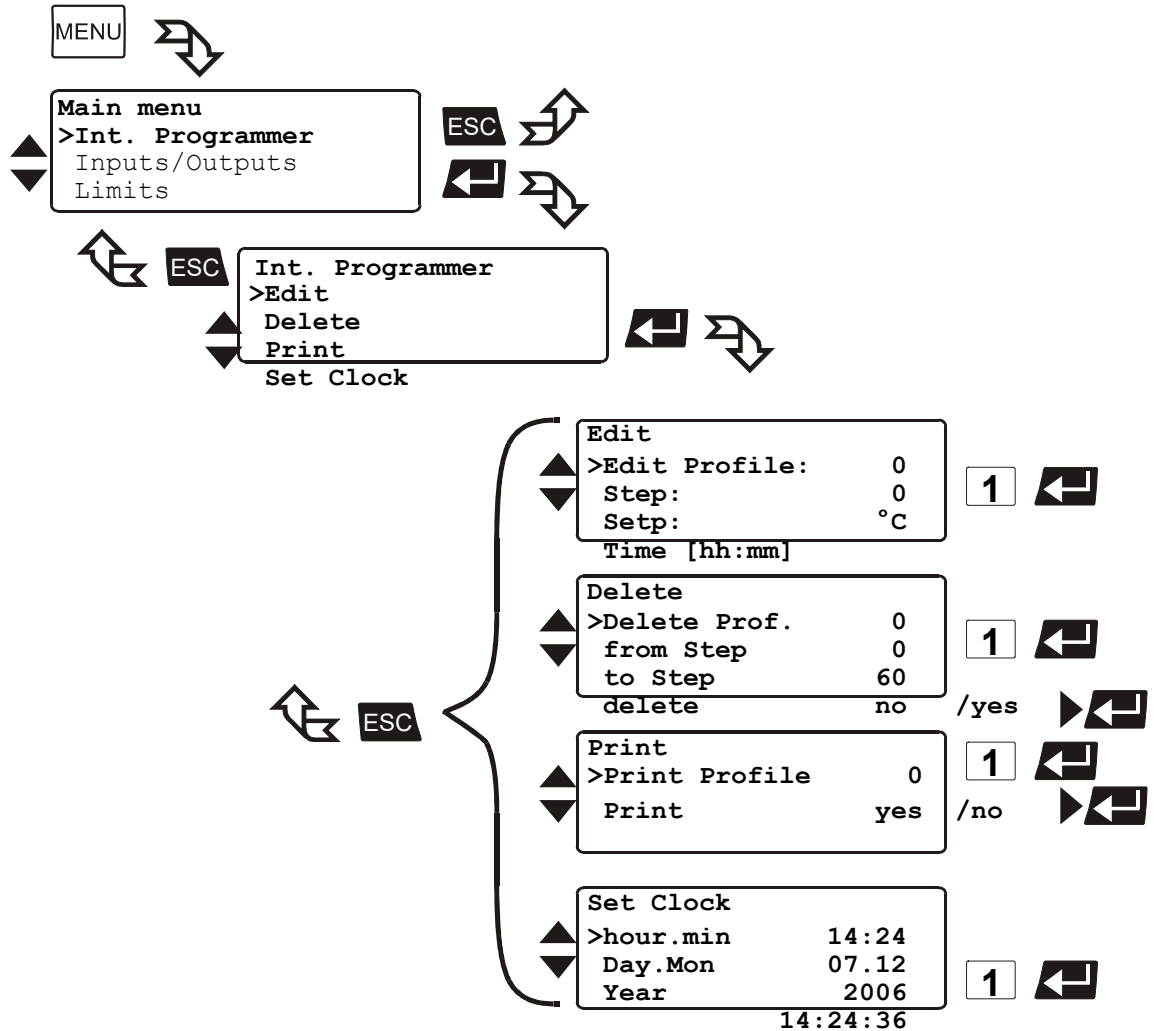 MENU
Main menu
>Int. Programmer
Inputs/Outputs
Limits
ESC
ESC
Int. Programmer
>Edit
Delete
Print
Set Clock
Edit
>Edit Profile: 0
Step: 0
Setp: °C
Time [hh:mm]
1
Delete
>Delete Prof. 0
from Step 0
to Step 60
delete no /yes
1
ESC
Print
>Print Profile 0 1
Print yes /no
Set Clock
>hour.min 14:24
Day.Mon 07.12
Year 2006 1
14:24:36